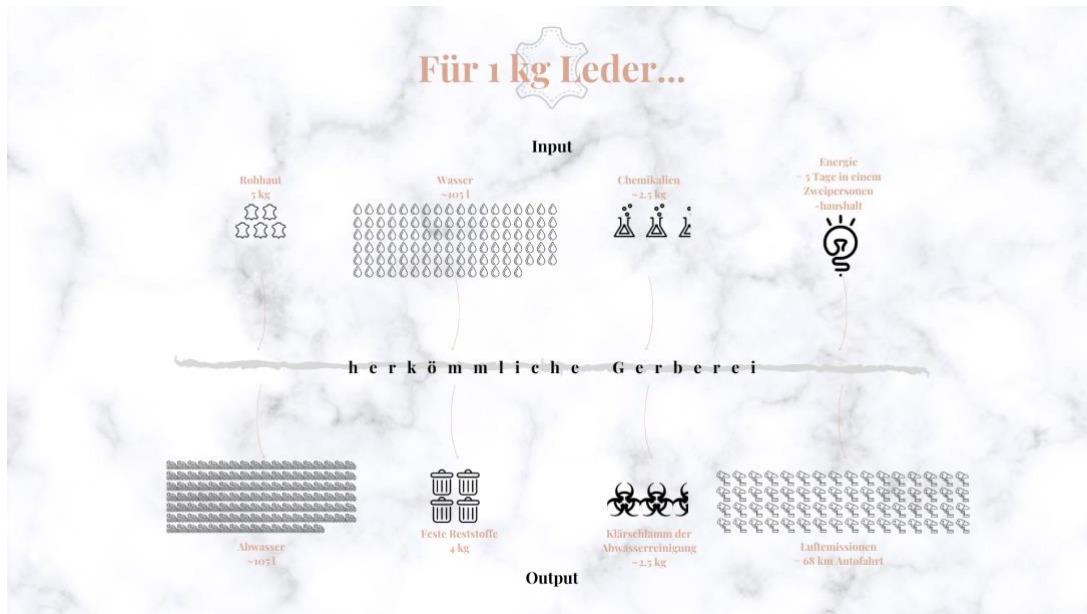 Für 1 kg Leder...
Input
Rohhaut
5 kg
Wasser
~105 l
Chemikalien
~2,5 kg
Energie
~ 5 Tage in einem
Zweipersonen
-haushalt
herkömmliche Gerberei
Abwasser
~105 l
Feste Reststoffe
4 kg
Klärschlamm der
Abwasserreinigung
~2,5 kg
Luftemissionen
~ 68 km Autofahrt
Output